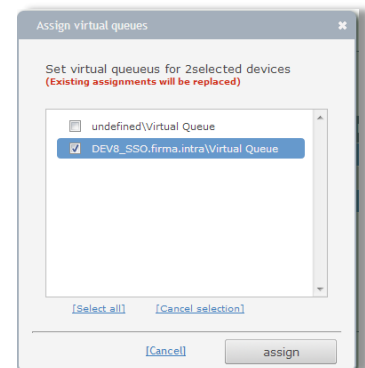 Assign virtual queues
Set virtual queueus for 2selected devices
(Existing assignments will be replaced)
undefined\Virtual Queue
DEV8_SSO.firma.intra\Virtual Queue
[Select all] [Cancel selection]
[Cancel] assign